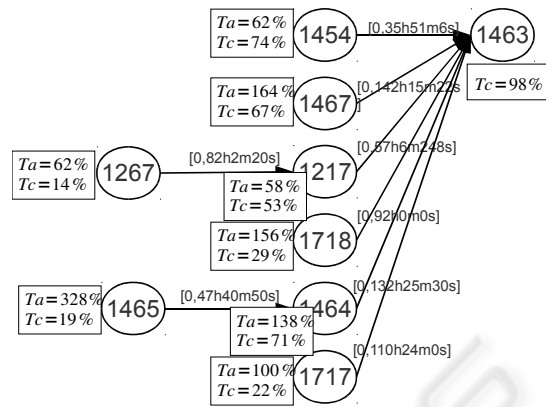 Ta=62%
Tc=74%
1454
[0,35h51m6s]
1463
Tc=98%
Ta=164%
Tc=67%
1467
[0,142h15m22s]
Ta=62%
Tc=14%
1267
[0,82h2m20s]
1217
[0,57h6m248s]
Ta=58%
Tc=53%
Ta=156%
Tc=29%
1718
[0,92h0m0s]
Ta=328%
Tc=19%
1465
[0,47h40m50s]
1464
[0,132h25m30s]
Ta=138%
Tc=71%
Ta=100%
Tc=22%
1717
[0,110h24m0s]